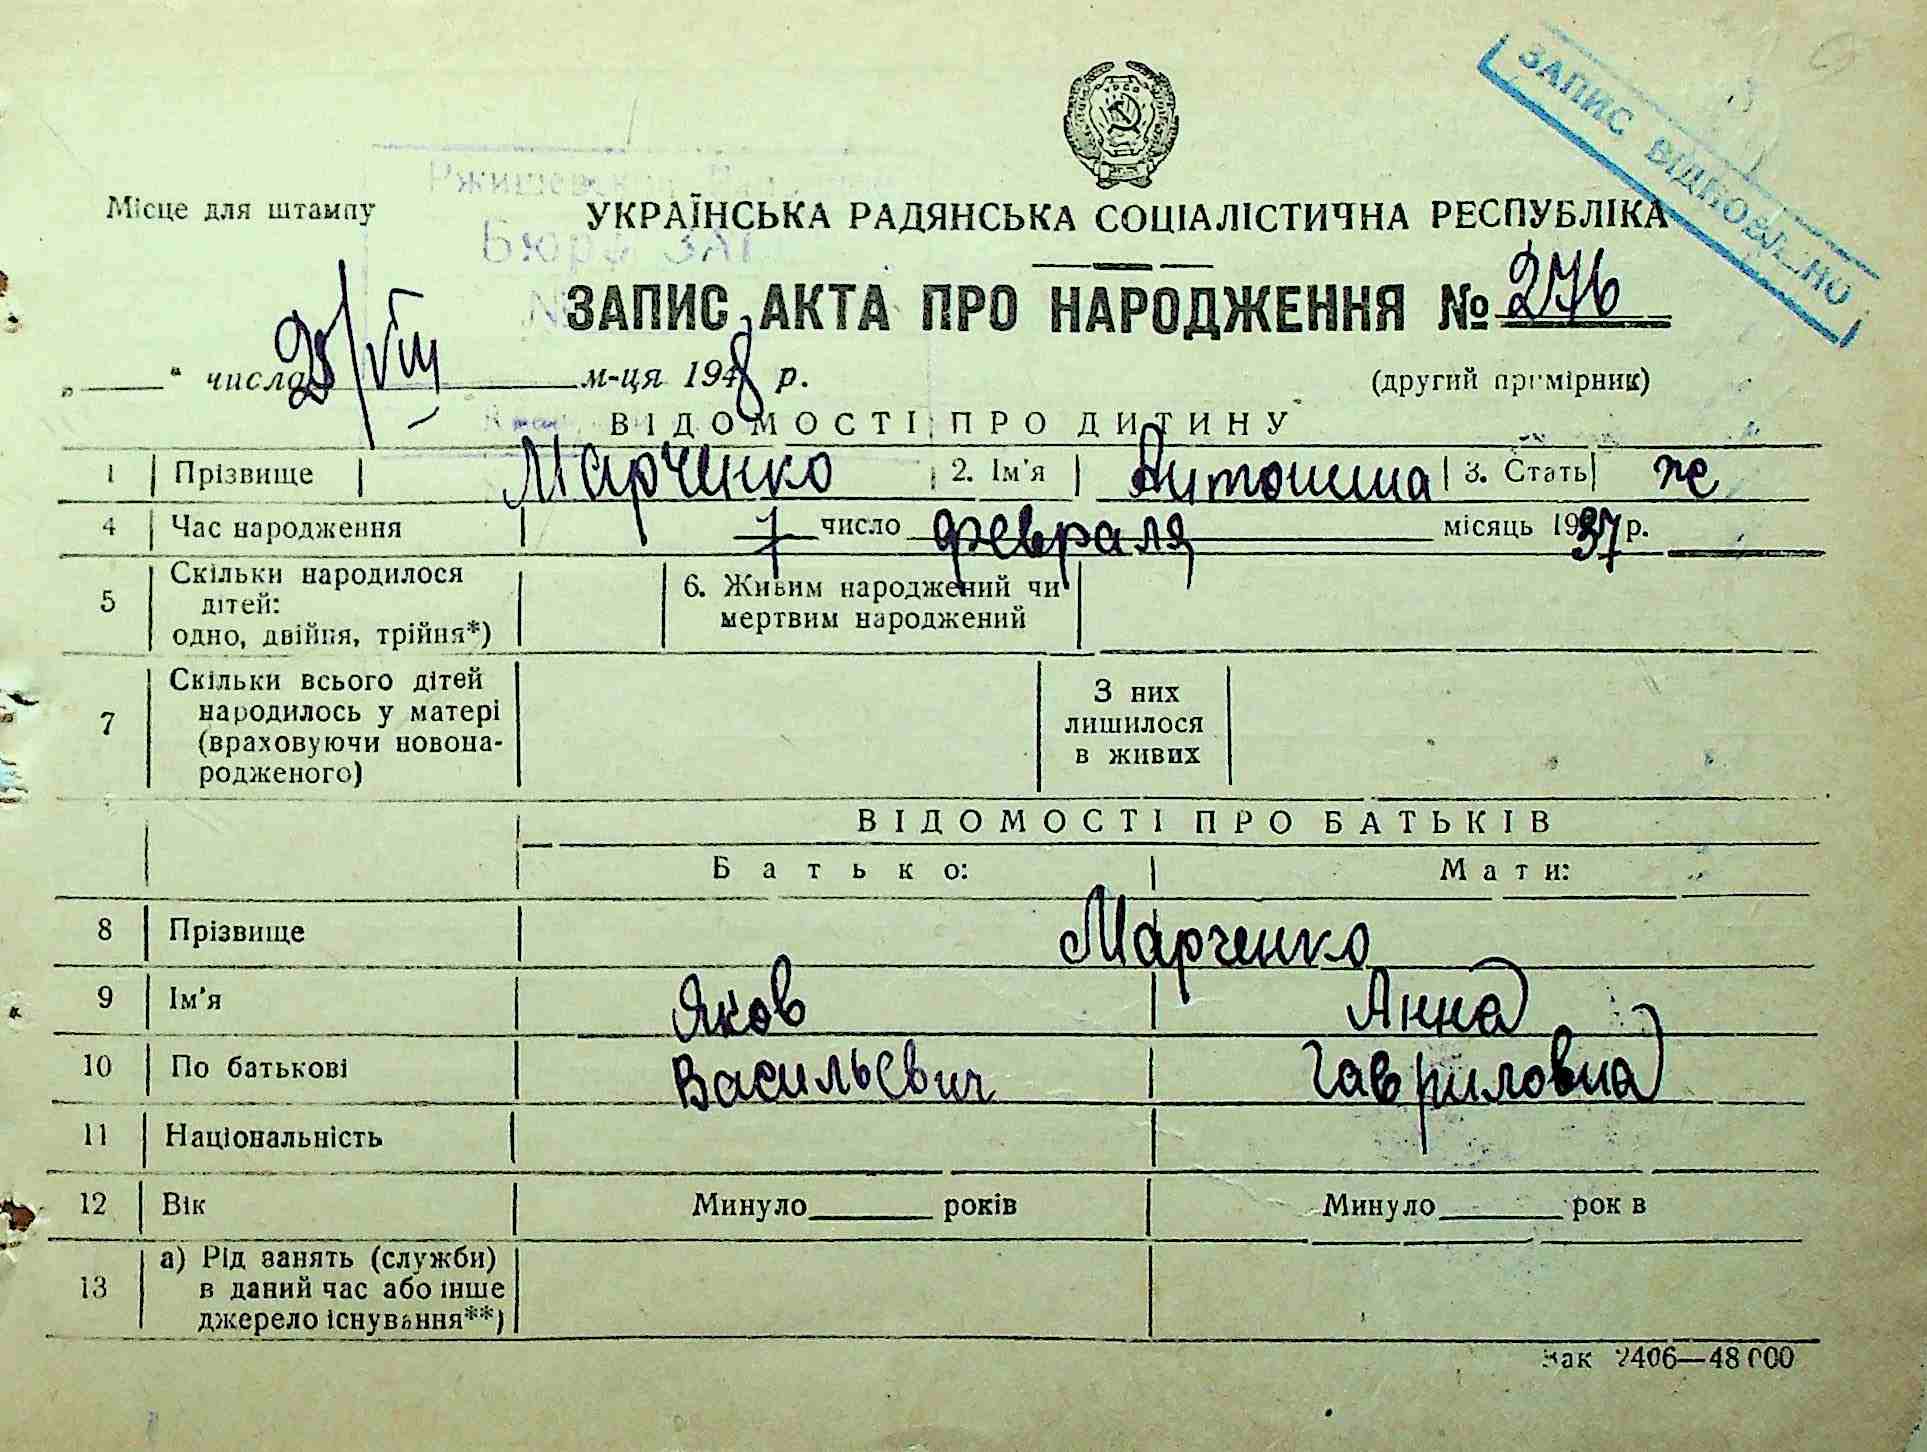 ЗАПИС ВІДНОВЛЕНО
УРСР
Місце для штампу
УКРАЇНСЬКА РАДЯНСЬКА СОЦІАЛІСТИЧНА РЕСПУБЛІКА
Бюро ЗАГ
ЗАПИС АКТА ПРО НАРОДЖЕННЯ № 276
„ “ числа 25/VIII м-ця 1948 р.
(другий примірник)
ВІДОМОСТІ ПРО ДИТИНУ
1 Прізвище Марченко 2. Ім'я Антонина 3. Стать ж
4 Час народження 7 число февраля місяць 1937 р.
5 Скільки народилося дітей: одно, двійня, трійня*) 6. Живим народжений чи мертвим народжений
7 Скільки всього дітей народилось у матері (враховуючи новонародженого) З них лишилося в живих
ВІДОМОСТІ ПРО БАТЬКІВ
Батько: Мати:
8 Прізвище Марченко
9 Ім'я Яков Анна
10 По батькові Васильевич Гавриловна
11 Національність
12 Вік Минуло років Минуло років
13 а) Рід занять (служби) в даний час або інше джерело існування**)
Зак 2406—48 000